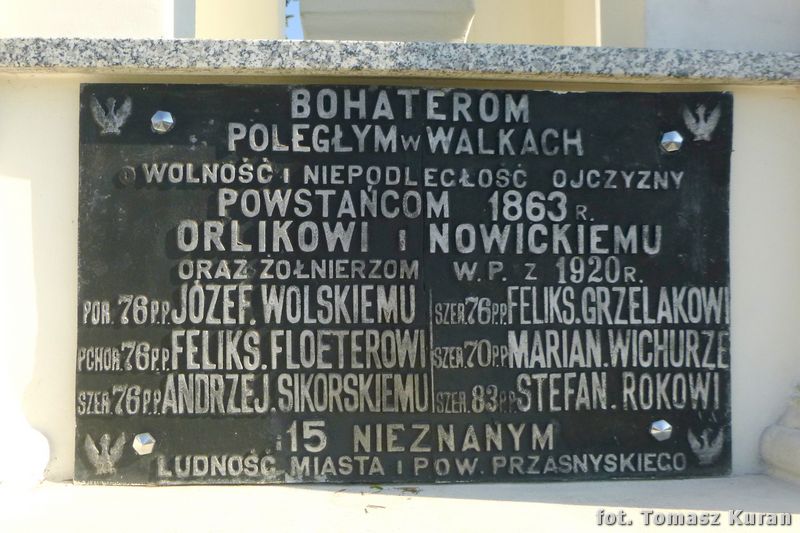 BOHATEROM
POLEGŁYM W WALKACH
O WOLNOŚĆ I NIEPODLEGŁOŚĆ OJCZYZNY
POWSTAŃCOM 1863 R.
ORLIKOWI I NOWICKIEMU
ORAZ ŻOŁNIERZOM W.P. Z 1920 R.
POR. 76 P.P. JÓZEF. WOLSKIEMU
PCHOR. 76 P.P. FELIKS. FLOETEROWI
SZER. 76 P.P. ANDRZEJ. SIKORSKIEMU
SZER. 76 P.P. FELIKS. GRZELAKOWI
SZER. 70 P.P. MARIAN. WICHURZE
SZER. 83 P.P. STEFAN. ROKOWI
15 NIEZNANYM
LUDNOŚĆ MIASTA I POW. PRZASNYSKIEGO
fot. Tomasz Kuran